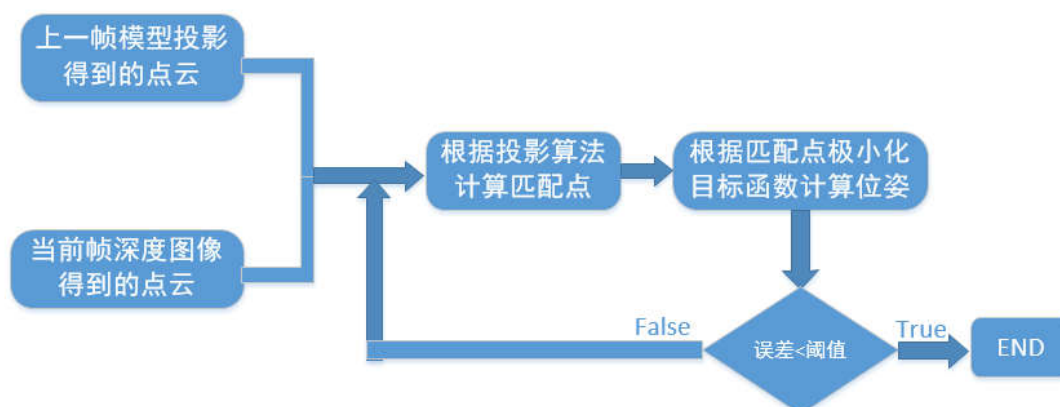 上一帧模型投影
得到的点云
当前帧深度图像
得到的点云
根据投影算法
计算匹配点
根据匹配点极小化
目标函数计算位姿
误差<阈值
False
True
END